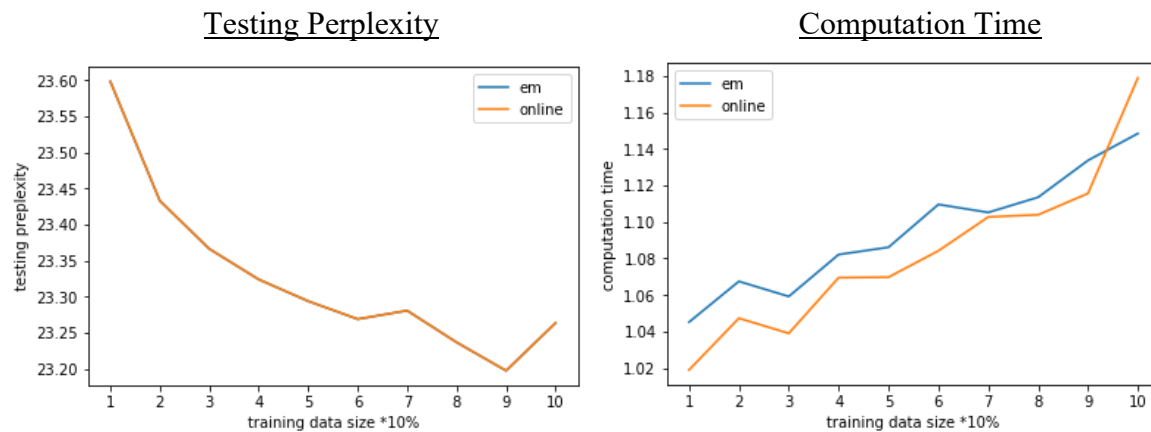 Testing Perplexity
23.60
23.55
23.50
23.45
23.40
23.35
23.30
23.25
23.20
testing preplexity
em
online
1 2 3 4 5 6 7 8 9 10
training data size *10%
Computation Time
1.18
1.16
1.14
1.12
1.10
1.08
1.06
1.04
1.02
computation time
em
online
1 2 3 4 5 6 7 8 9 10
training data size *10%